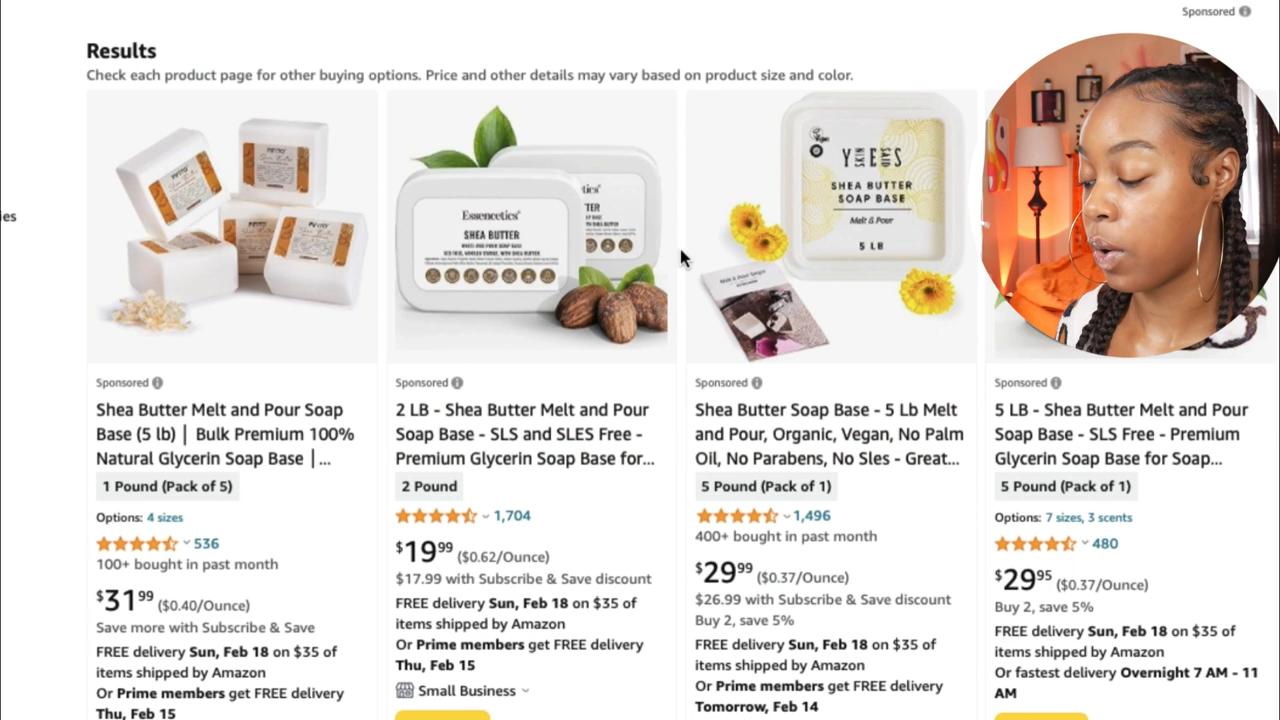 Sponsored
ies
Results
Check each product page for other buying options. Price and other details may vary based on product size and color.
Essencetics®
SHEA BUTTER
YES
SKIN
SAID
SHEA BUTTER
SOAP BASE
Melt & Pour
5 LB
Sponsored
Shea Butter Melt and Pour Soap
Base (5 lb) | Bulk Premium 100%
Natural Glycerin Soap Base | ...
1 Pound (Pack of 5)
Options: 4 sizes
536
100+ bought in past month
$31 99 ($0.40/Ounce)
Save more with Subscribe & Save
FREE delivery Sun, Feb 18 on $35 of
items shipped by Amazon
Or Prime members get FREE delivery
Thu, Feb 15
Sponsored
2 LB - Shea Butter Melt and Pour
Soap Base - SLS and SLES Free -
Premium Glycerin Soap Base for...
2 Pound
1,704
$19 99 ($0.62/Ounce)
$17.99 with Subscribe & Save discount
FREE delivery Sun, Feb 18 on $35 of
items shipped by Amazon
Or Prime members get FREE delivery
Thu, Feb 15
Small Business
Sponsored
Shea Butter Soap Base - 5 Lb Melt
and Pour, Organic, Vegan, No Palm
Oil, No Parabens, No Sles - Great...
5 Pound (Pack of 1)
1,496
400+ bought in past month
$29 99 ($0.37/Ounce)
$26.99 with Subscribe & Save discount
Buy 2, save 5%
FREE delivery Sun, Feb 18 on $35 of
items shipped by Amazon
Or Prime members get FREE delivery
Tomorrow, Feb 14
Sponsored
5 LB - Shea Butter Melt and Pour
Soap Base - SLS Free - Premium
Glycerin Soap Base for Soap...
5 Pound (Pack of 1)
Options: 7 sizes, 3 scents
480
$29 95 ($0.37/Ounce)
Buy 2, save 5%
FREE delivery Sun, Feb 18 on $35 of
items shipped by Amazon
Or fastest delivery Overnight 7 AM - 11
AM